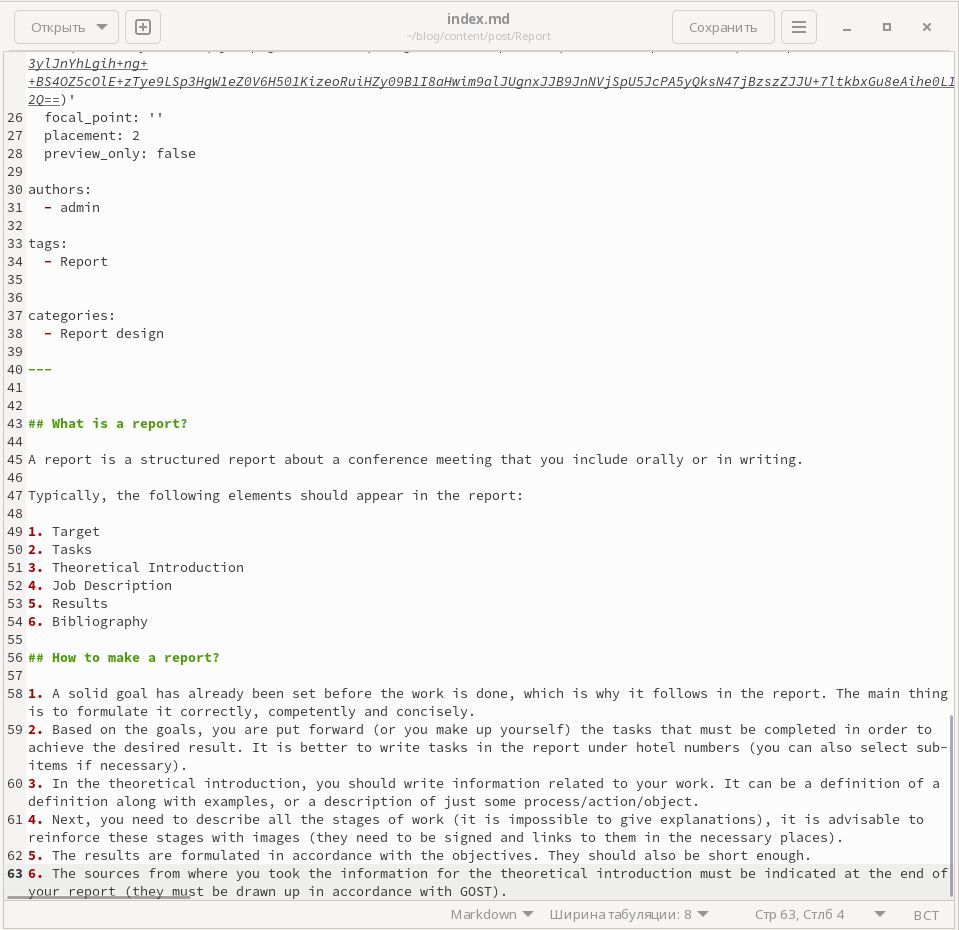 Открыть
index.md
~/blog/content/post/Report
Сохранить
3ylJnYhLgih+ng+
+BS4OZ5cOlE+zTye9LSp3HgW1eZ0V6H501KizeoRuiHZy09B1I8aHwim9alJUgnxJJB9JnNVjSpU5JcPA5yQksN47jBzszZJJU+7ltkbxGu8eAihe0L1
2Q==)'
26 focal_point: ''
27 placement: 2
28 preview_only: false
29
30 authors:
31 - admin
32
33 tags:
34 - Report
35
36
37 categories:
38 - Report design
39
40 ---
41
42
43 ## What is a report?
44
45 A report is a structured report about a conference meeting that you include orally or in writing.
46
47 Typically, the following elements should appear in the report:
48
49 1. Target
50 2. Tasks
51 3. Theoretical Introduction
52 4. Job Description
53 5. Results
54 6. Bibliography
55
56 ## How to make a report?
57
58 1. A solid goal has already been set before the work is done, which is why it follows in the report. The main thing
is to formulate it correctly, competently and concisely.
59 2. Based on the goals, you are put forward (or you make up yourself) the tasks that must be completed in order to
achieve the desired result. It is better to write tasks in the report under hotel numbers (you can also select sub-
items if necessary).
60 3. In the theoretical introduction, you should write information related to your work. It can be a definition of a
definition along with examples, or a description of just some process/action/object.
61 4. Next, you need to describe all the stages of work (it is impossible to give explanations), it is advisable to
reinforce these stages with images (they need to be signed and links to them in the necessary places).
62 5. The results are formulated in accordance with the objectives. They should also be short enough.
63 6. The sources from where you took the information for the theoretical introduction must be indicated at the end of
your report (they must be drawn up in accordance with GOST).
Markdown
Ширина табуляции: 8
Стр 63, Стлб 4
ВСТ